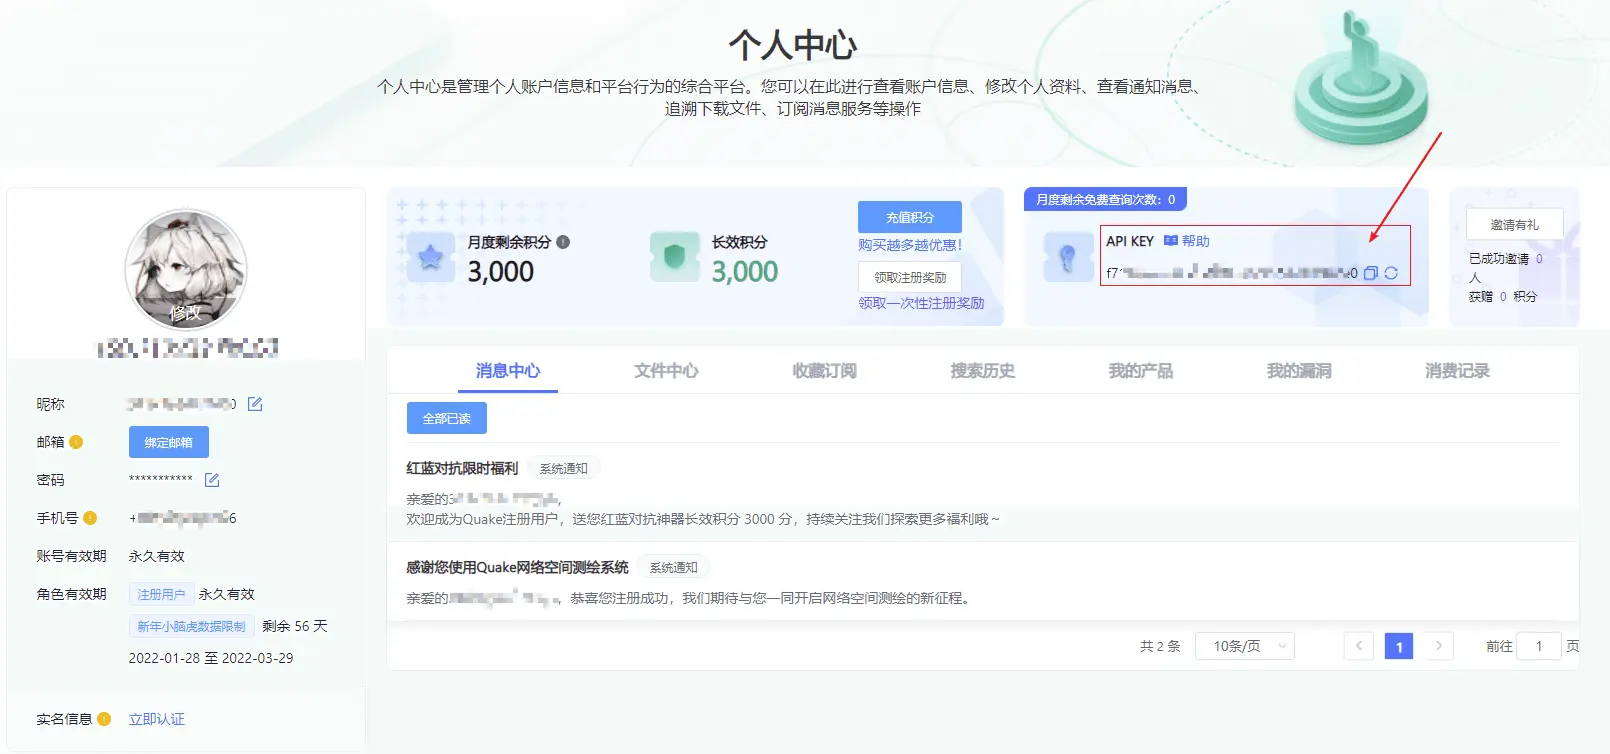 个人中心
个人中心是管理个人账户信息和平台行为的综合平台。您可以在此进行查看账户信息、修改个人资料、查看通知消息、
追溯下载文件、订阅消息服务等操作
修改
昵称
0
邮箱
绑定邮箱
密码 ***********
手机号
+
6
账号有效期 永久有效
角色有效期 注册用户 永久有效
新年小脑虎数据限制 剩余 56 天
2022-01-28 至 2022-03-29
实名信息 立即认证
月度剩余积分
3,000
长效积分
3,000
充值积分
购买越多越优惠!
领取注册奖励
领取一次性注册奖励
月度剩余免费查询次数: 0
API KEY 帮助
f7
0
邀请有礼
已成功邀请 0
人
获赠 0 积分
消息中心 文件中心 收藏订阅 搜索历史 我的产品 我的漏洞 消费记录
全部已读
红蓝对抗限时福利 系统通知
亲爱的3
,
欢迎成为Quake注册用户，送您红蓝对抗神器长效积分 3000 分，持续关注我们探索更多福利哦～
感谢您使用Quake网络空间测绘系统 系统通知
亲爱的
，恭喜您注册成功，我们期待与您一同开启网络空间测绘的新征程。
共 2 条 10条/页 < 1 > 前往 1 页